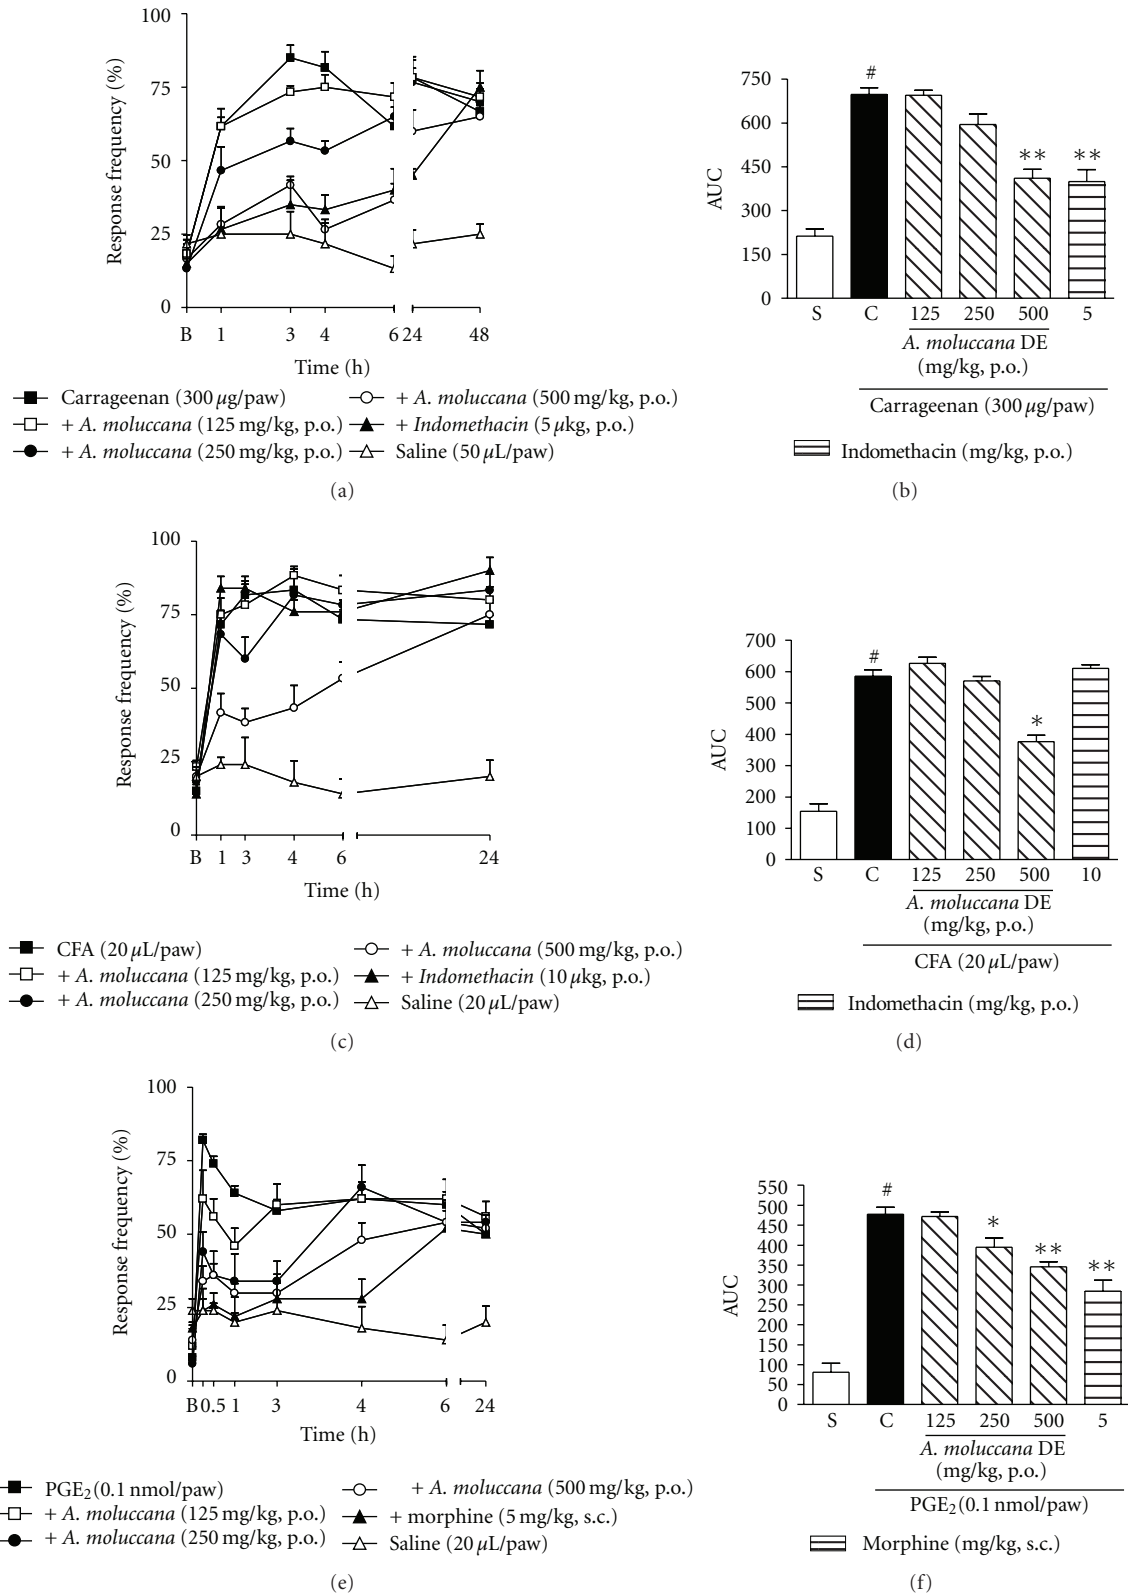 100
75
50
25
0
Response frequency (%)
B 1 3 4 6 24 48
Time (h)
Carrageenan (300 μg/paw)
+ A. moluccana (125 mg/kg, p.o.)
+ A. moluccana (250 mg/kg, p.o.)
+ A. moluccana (500 mg/kg, p.o.)
+ Indomethacin (5 μkg, p.o.)
Saline (50 μL/paw)
(a)
750
600
450
300
150
0
AUC
#
** **
S C 125 250 500 5
A. moluccana DE
(mg/kg, p.o.)
Carrageenan (300 μg/paw)
Indomethacin (mg/kg, p.o.)
(b)
100
75
50
25
0
Response frequency (%)
B 1 3 4 6 24
Time (h)
CFA (20 μL/paw)
+ A. moluccana (125 mg/kg, p.o.)
+ A. moluccana (250 mg/kg, p.o.)
+ A. moluccana (500 mg/kg, p.o.)
+ Indomethacin (10 μkg, p.o.)
Saline (20 μL/paw)
(c)
700
600
500
400
300
200
100
0
AUC
#
*
S C 125 250 500 10
A. moluccana DE
(mg/kg, p.o.)
CFA (20 μL/paw)
Indomethacin (mg/kg, p.o.)
(d)
100
75
50
25
0
Response frequency (%)
B 0.5 1 3 4 6 24
Time (h)
PGE2 (0.1 nmol/paw)
+ A. moluccana (125 mg/kg, p.o.)
+ A. moluccana (250 mg/kg, p.o.)
+ A. moluccana (500 mg/kg, p.o.)
+ morphine (5 mg/kg, s.c.)
Saline (20 μL/paw)
(e)
550
500
450
400
350
300
250
200
150
100
50
0
AUC
#
*
**
**
S C 125 250 500 5
A. moluccana DE
(mg/kg, p.o.)
PGE2 (0.1 nmol/paw)
Morphine (mg/kg, s.c.)
(f)